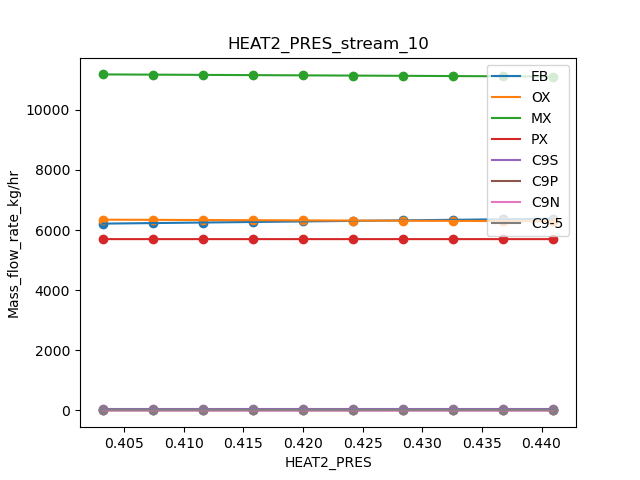 HEAT2_PRES_stream_10
Mass_flow_rate_kg/hr
10000
8000
6000
4000
2000
0
0.405 0.410 0.415 0.420 0.425 0.430 0.435 0.440
HEAT2_PRES
EB
OX
MX
PX
C9S
C9P
C9N
C9-5